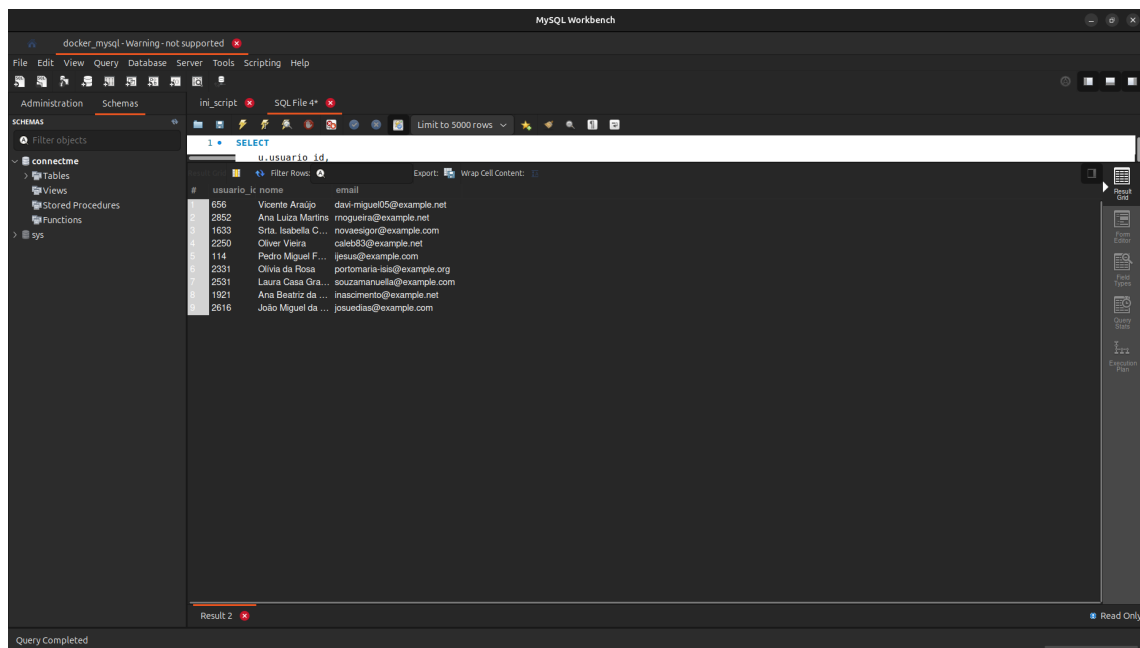 MySQL Workbench
docker_mysql - Warning - not supported
File Edit View Query Database Server Tools Scripting Help
Administration Schemas
ini_script SQL File 4*
SCHEMAS
Limit to 5000 rows
Filter objects
1 SELECT
u.usuario_id,
connectme
Tables
Views
Stored Procedures
Functions
sys
Filter Rows: Export: Wrap Cell Content:
# usuario_ic nome email
1 656 Vicente Araújo davi-miguel05@example.net
2 2852 Ana Luiza Martins rnogueira@example.net
3 1633 Srta. Isabella C... novaesigor@example.com
4 2250 Oliver Vieira caleb83@example.net
5 114 Pedro Miguel F... ijesus@example.com
6 2331 Olívia da Rosa portomaria-isis@example.org
7 2531 Laura Casa Gra... souzamanuella@example.com
8 1921 Ana Beatriz da ... inascimento@example.net
9 2616 João Miguel da ... josuedias@example.com
Result
Grid
Form
Editor
Field
Types
Query
Stats
Execution
Plan
Result 2
Read Only
Query Completed